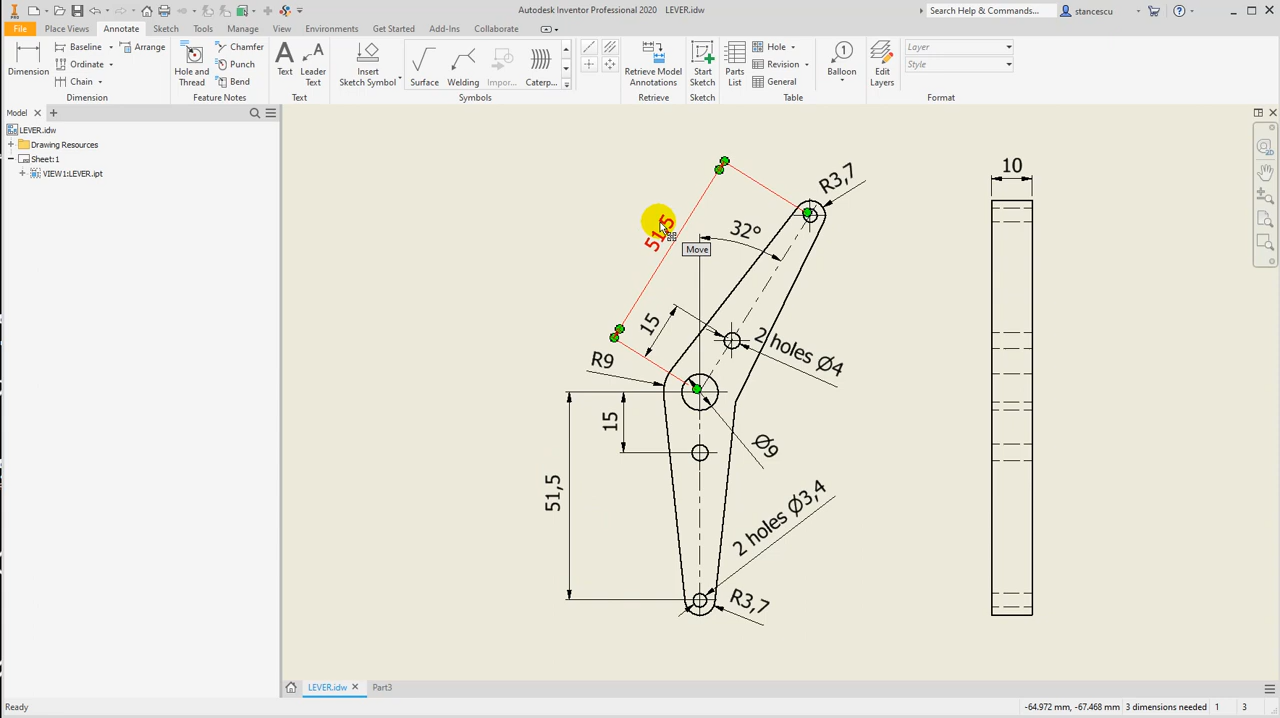 Autodesk Inventor Professional 2020 LEVER.idw
Search Help & Commands...
stancescu
File Place Views Annotate Sketch Tools Manage View Environments Get Started Add-Ins Collaborate
Dimension
Baseline
Ordinate
Chain
Arrange
Dimension
Hole and
Thread
Chamfer
Punch
Bend
Feature Notes
Text
Leader
Text
Text
Insert
Sketch Symbol
Surface
Welding
Impor...
Caterp...
Symbols
Retrieve Model
Annotations
Retrieve
Start
Sketch
Sketch
Parts
List
Hole
Revision
General
Table
Balloon
Edit
Layers
Layer
Style
Format
Model
LEVER.idw
Drawing Resources
Sheet:1
VIEW1:LEVER.ipt
R3,7
10
51,5
32°
Move
15
2 holes Ø4
R9
15
Ø9
51,5
2 holes Ø3,4
R3,7
LEVER.idw
Part3
Ready
-64.972 mm, -67.468 mm 3 dimensions needed 1 3